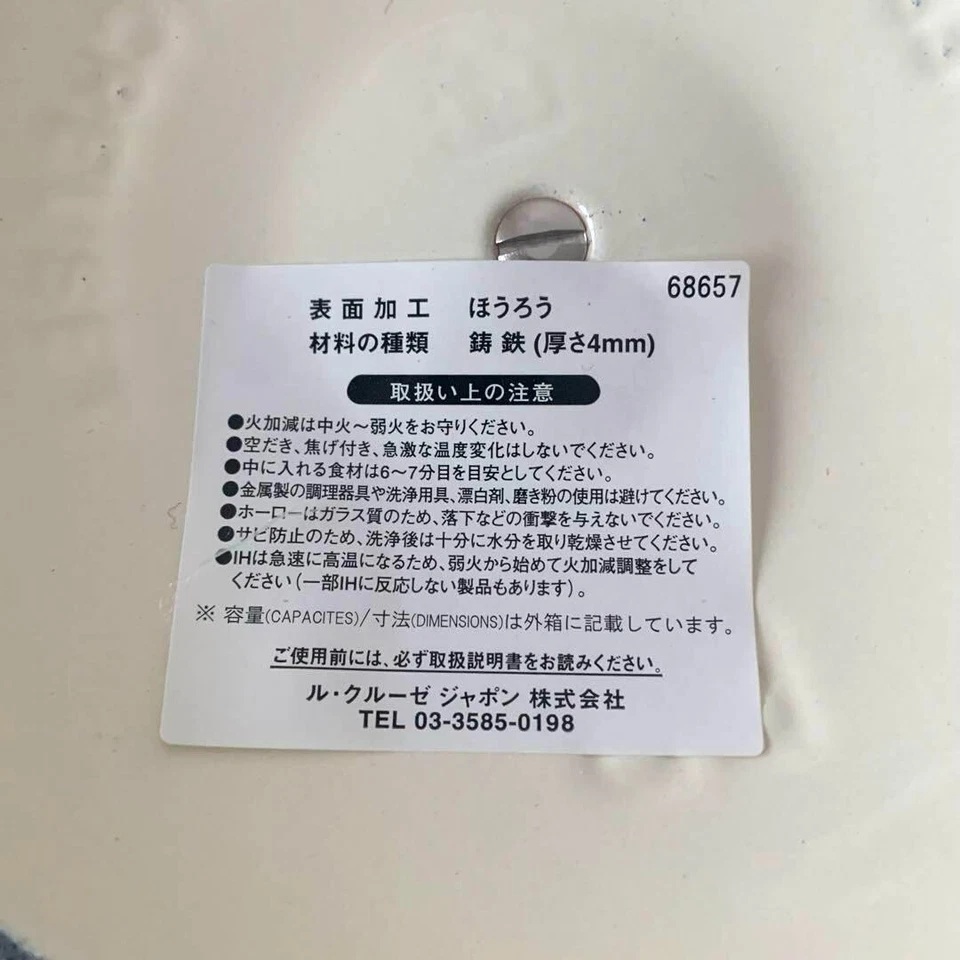 68657
表面加工 ほうろう
材料の種類 鋳鉄(厚さ4mm)
取扱い上の注意
●火加減は中火～弱火をお守りください。
●空だき、焦げ付き、急激な温度変化はしないでください。
●中に入れる食材は6～7分目を目安としてください。
●金属製の調理器具や洗浄用具、漂白剤、磨き粉の使用は避けてください。
●ホーローはガラス質のため、落下などの衝撃を与えないでください。
●サビ防止のため、洗浄後は十分に水分を取り乾燥させてください。
●IHは急速に高温になるため、弱火から始めて火加減調整をして
ください(一部IHに反応しない製品もあります)。
※ 容量(CAPACITES)/寸法(DIMENSIONS)は外箱に記載しています。
ご使用前には、必ず取扱説明書をお読みください。
ル・クルーゼ ジャポン 株式会社
TEL 03-3585-0198